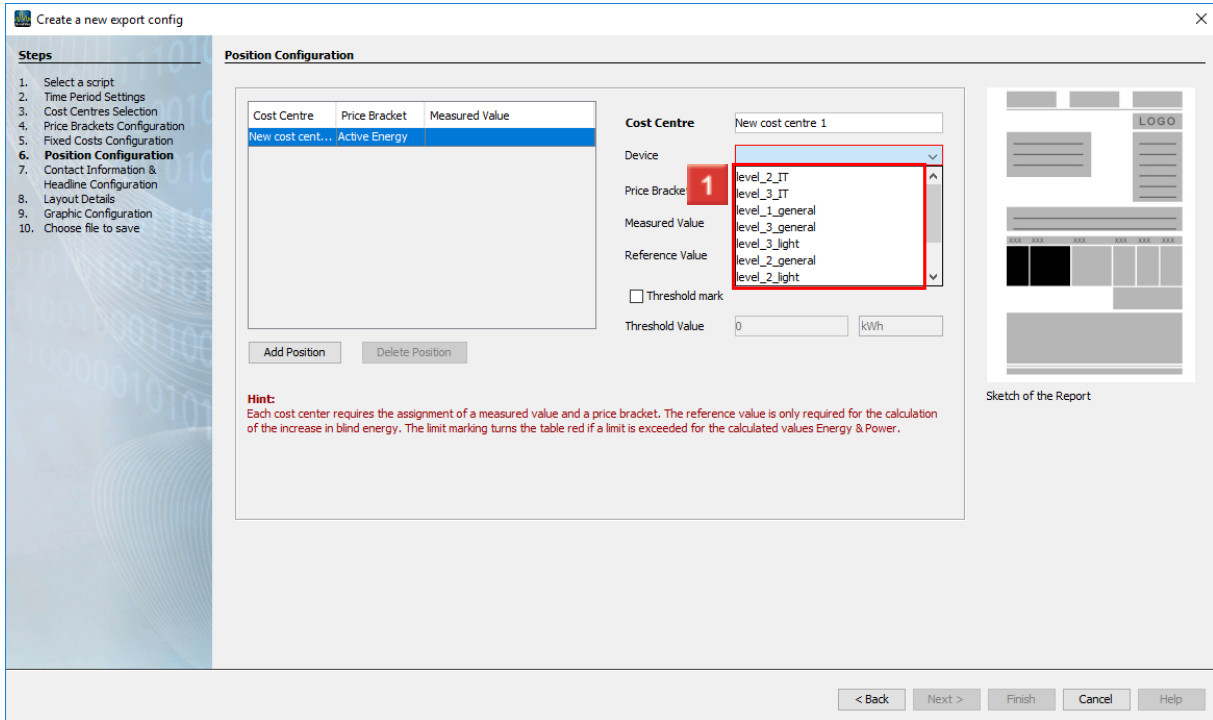 Create a new export config
Steps
1. Select a script
2. Time Period Settings
3. Cost Centres Selection
4. Price Brackets Configuration
5. Fixed Costs Configuration
6. Position Configuration
7. Contact Information &
Headline Configuration
8. Layout Details
9. Graphic Configuration
10. Choose file to save
Position Configuration
Cost Centre Price Bracket Measured Value
New cost cent... Active Energy
Add Position Delete Position
Cost Centre New cost centre 1
Device
Price Bracket
Measured Value
Reference Value
1
level_2_IT
level_3_IT
level_1_general
level_3_general
level_3_light
level_2_general
level_2_light
Threshold mark
Threshold Value 0 kWh
Hint:
Each cost center requires the assignment of a measured value and a price bracket. The reference value is only required for the calculation
of the increase in blind energy. The limit marking turns the table red if a limit is exceeded for the calculated values Energy & Power.
LOGO
XXX XXX XXX XXX XXX XXX
Sketch of the Report
< Back Next > Finish Cancel Help